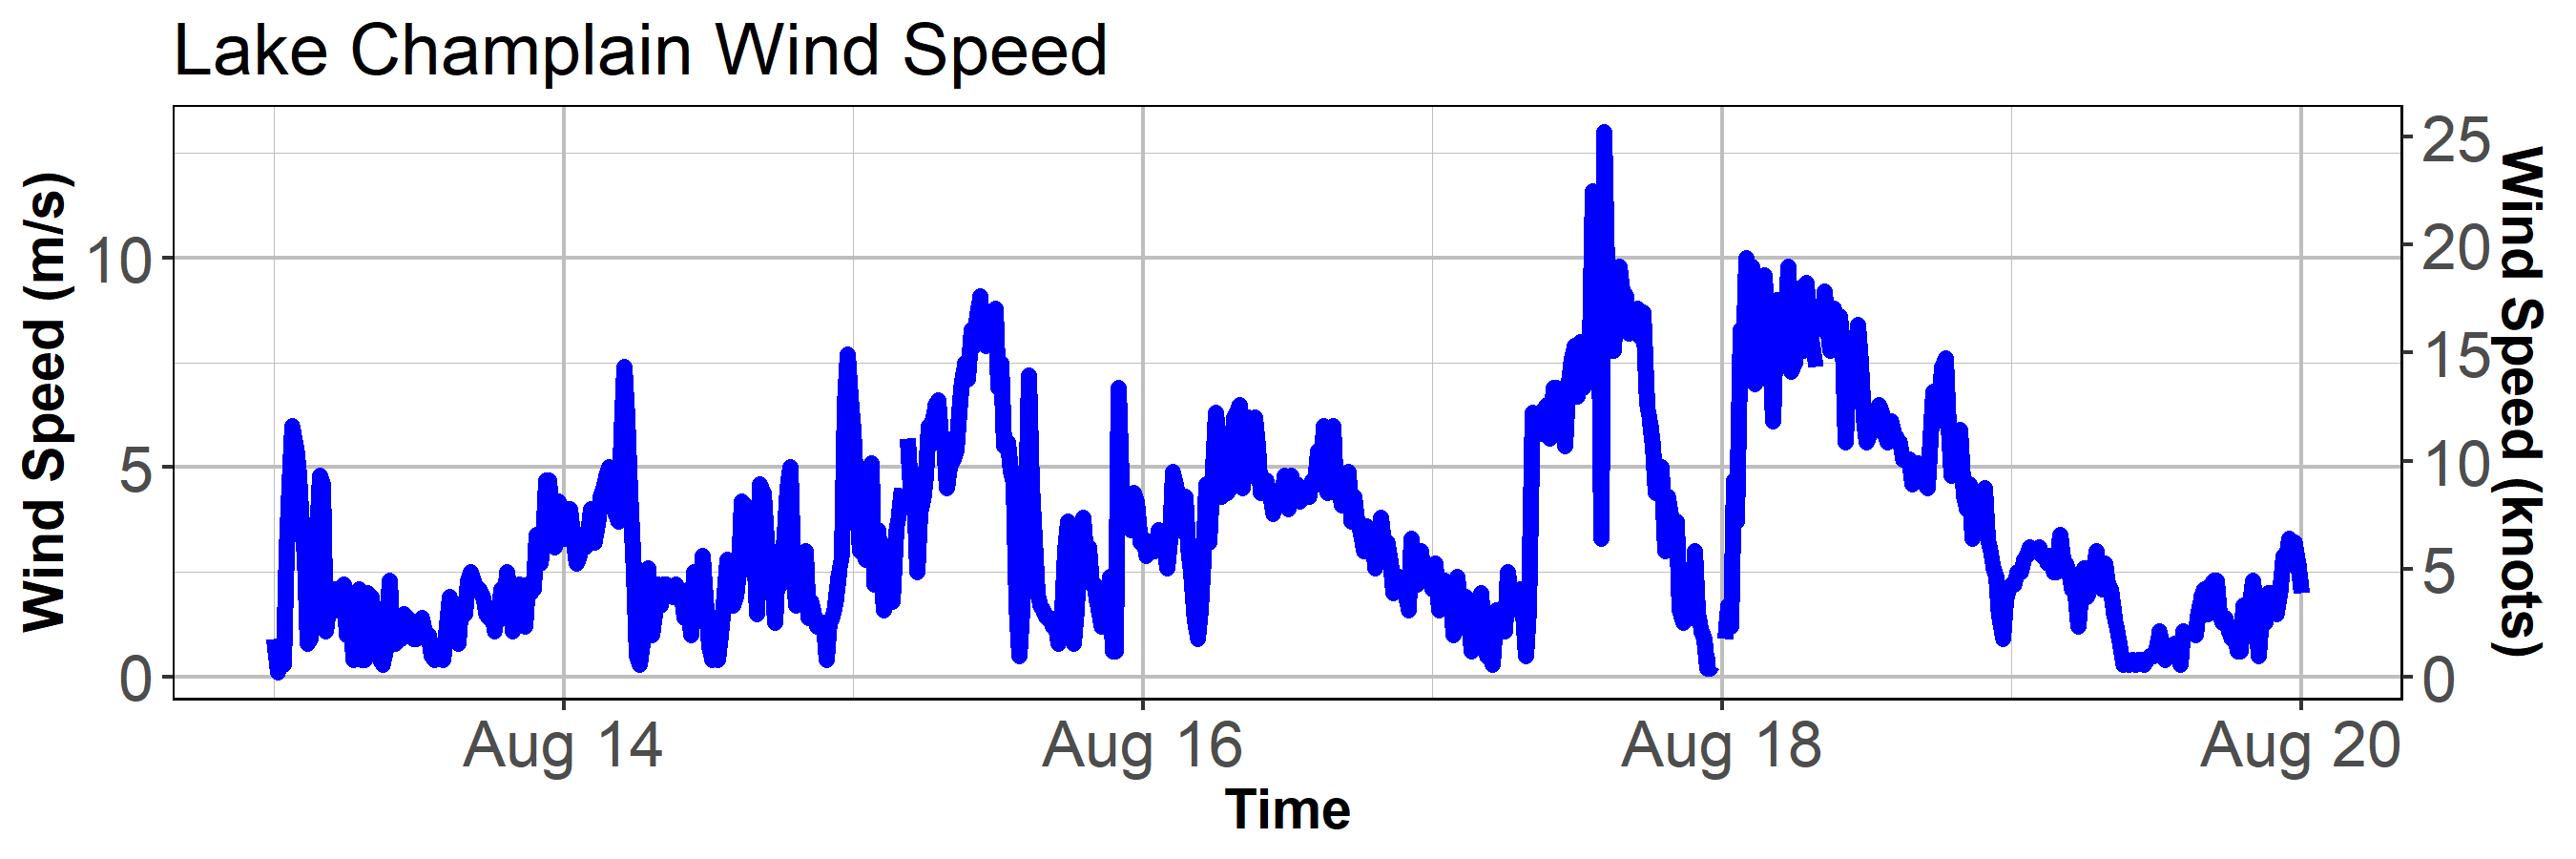 Lake Champlain Wind Speed
Wind Speed (m/s)
10
5
0
25
20
15
10
5
0
Wind Speed (knots)
Aug 14
Aug 16
Aug 18
Aug 20
Time